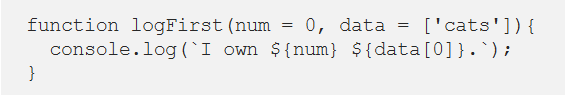 function logFirst(num = 0, data = ['cats']){
  console.log(`I own ${num} ${data[0]}.`);
}